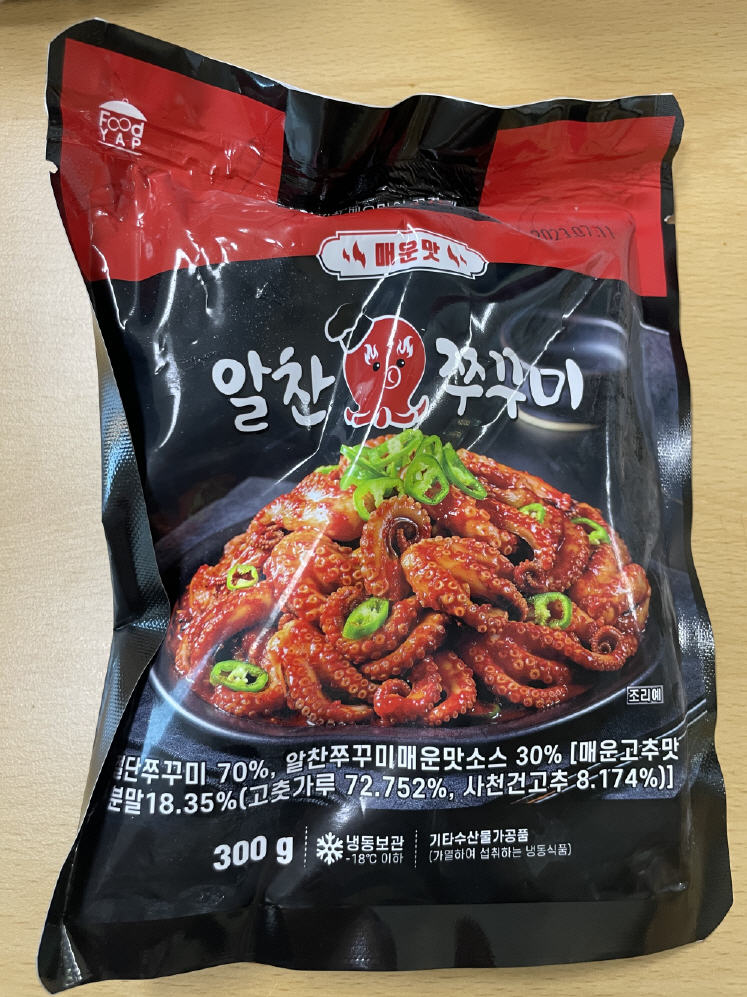 Food
YAP
2023.07.11
매운맛
알찬 쭈꾸미
조리예
절단쭈꾸미 70%, 알찬쭈꾸미매운맛소스 30% [매운고추맛
분말18.35%(고춧가루 72.752%, 사천건고추 8.174%)]
300 g
냉동보관
-18℃ 이하
기타수산물가공품
(가열하여 섭취하는 냉동식품)